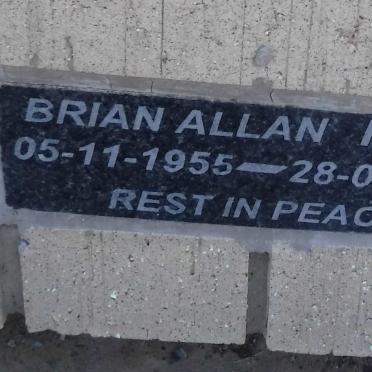 BRIAN ALLAN
05-11-1955 — 28-0
REST IN PEAC